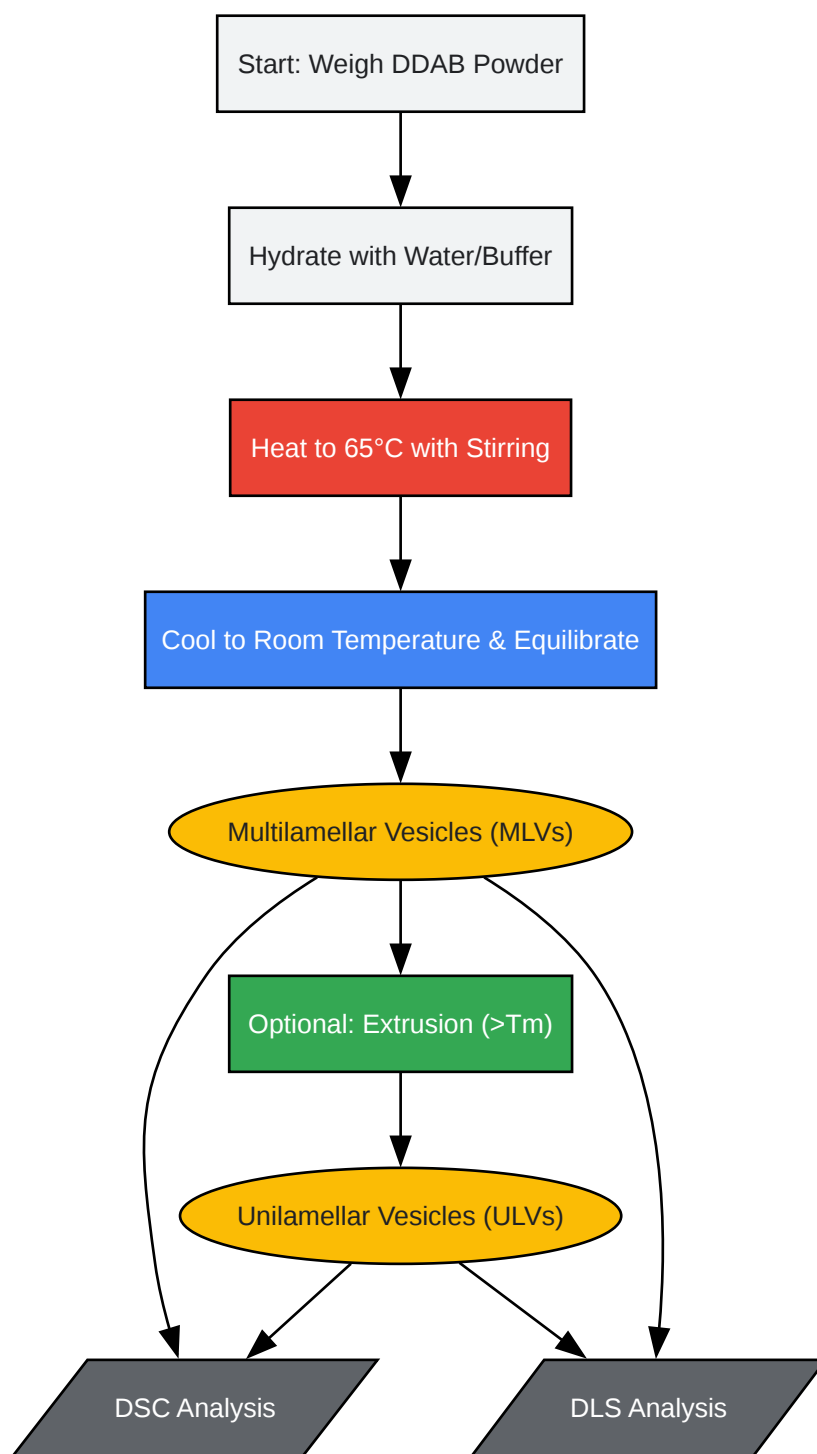 Start: Weigh DDAB Powder
Hydrate with Water/Buffer
Heat to 65°C with Stirring
Cool to Room Temperature & Equilibrate
Multilamellar Vesicles (MLVs)
Optional: Extrusion (>Tm)
Unilamellar Vesicles (ULVs)
DSC Analysis
DLS Analysis